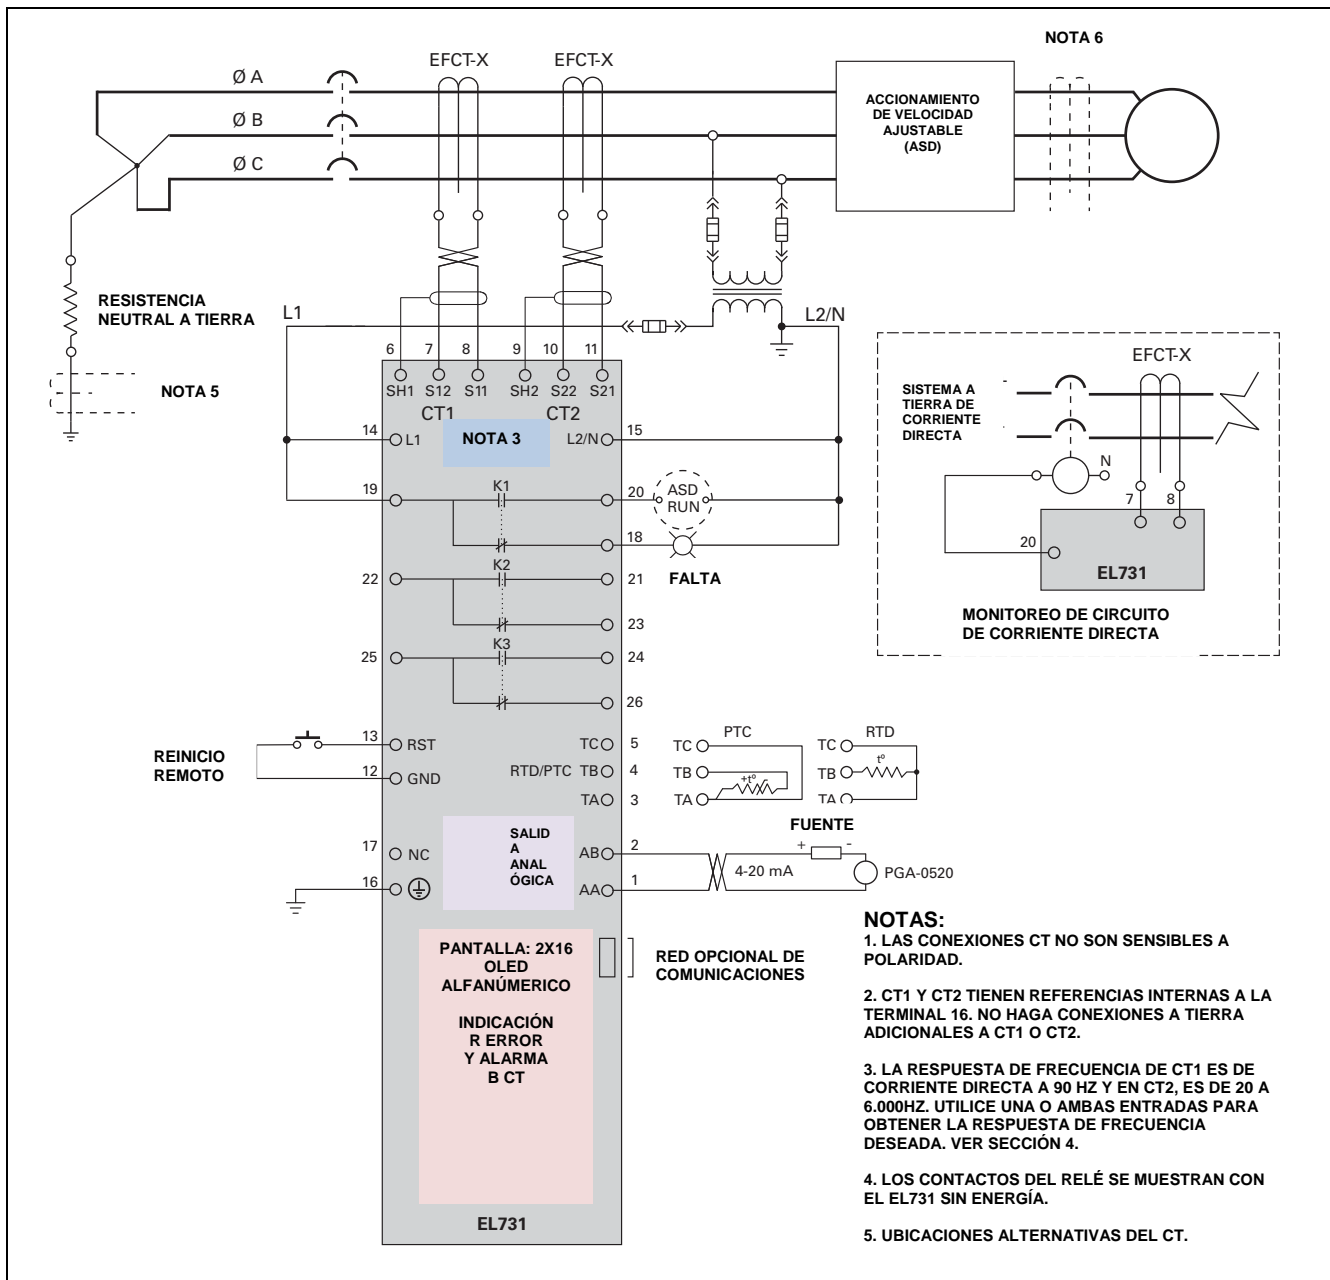 NOTA 6
EFCT-X
EFCT-X
Ø A
Ø B
Ø C
ACCIONAMIENTO
DE VELOCIDAD
AJUSTABLE
(ASD)
RESISTENCIA
NEUTRAL A TIERRA
NOTA 5
L1
L2/N
6
7
8
9
10
11
SH1
S12
S11
SH2
S22
S21
CT1
CT2
14
L1
NOTA 3
L2/N
15
19
K1
20
ASD
RUN
18
FALTA
22
K2
21
23
25
K3
24
26
EFCT-X
SISTEMA A
TIERRA DE
CORRIENTE
DIRECTA
-
N
7
8
20
EL731
MONITOREO DE CIRCUITO
DE CORRIENTE DIRECTA
REINICIO
REMOTO
13
RST
12
GND
TC
5
RTD/PTC
TB
4
TA
3
PTC
TC
TB
+t°
TA
RTD
TC
TB
t°
TA
FUENTE
+
-
17
NC
16
SALID
A
ANAL
ÓGICA
AB
2
AA
1
4-20 mA
PGA-0520
PANTALLA: 2X16
OLED
ALFANÚMERICO
INDICACIÓN
R ERROR
Y ALARMA
B CT
EL731
RED OPCIONAL DE
COMUNICACIONES
NOTAS:
1. LAS CONEXIONES CT NO SON SENSIBLES A
POLARIDAD.
2. CT1 Y CT2 TIENEN REFERENCIAS INTERNAS A LA
TERMINAL 16. NO HAGA CONEXIONES A TIERRA
ADICIONALES A CT1 O CT2.
3. LA RESPUESTA DE FRECUENCIA DE CT1 ES DE
CORRIENTE DIRECTA A 90 HZ Y EN CT2, ES DE 20 A
6.000HZ. UTILICE UNA O AMBAS ENTRADAS PARA
OBTENER LA RESPUESTA DE FRECUENCIA
DESEADA. VER SECCIÓN 4.
4. LOS CONTACTOS DEL RELÉ SE MUESTRAN CON
EL EL731 SIN ENERGÍA.
5. UBICACIONES ALTERNATIVAS DEL CT.